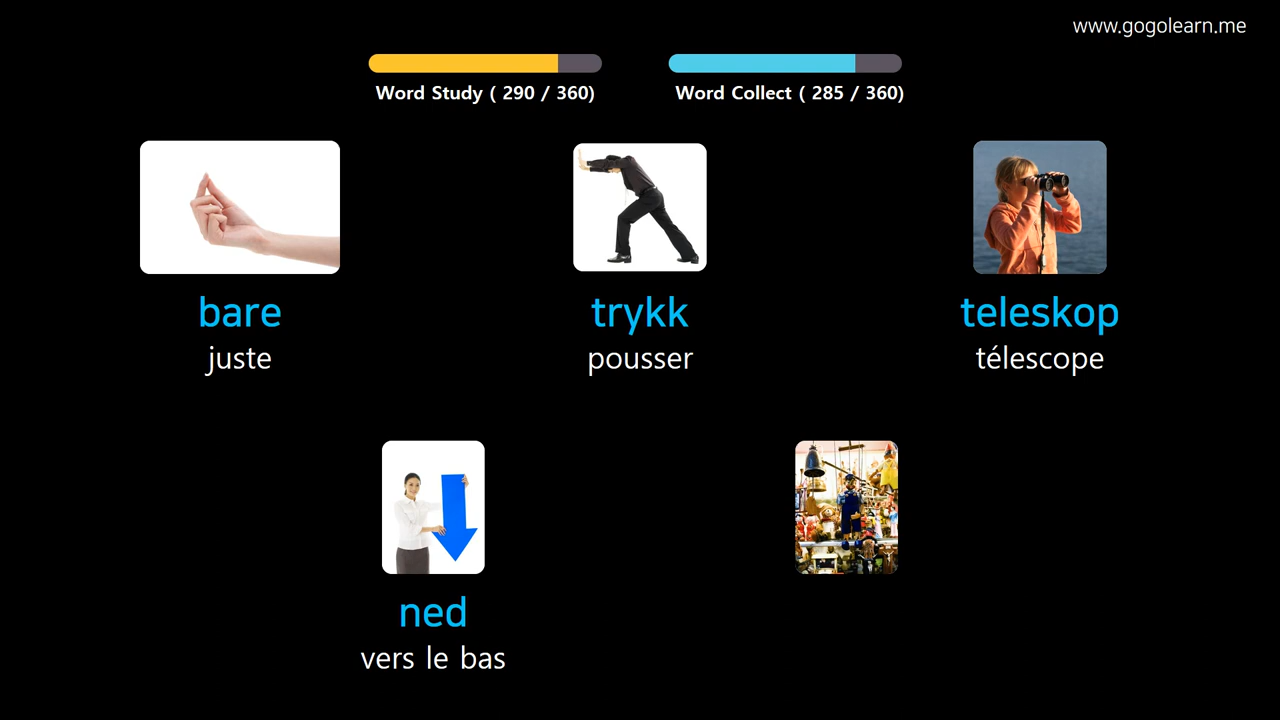 www.gogolearn.me
Word Study ( 290 / 360)
Word Collect ( 285 / 360)
bare
juste
trykk
pousser
teleskop
télescope
ned
vers le bas